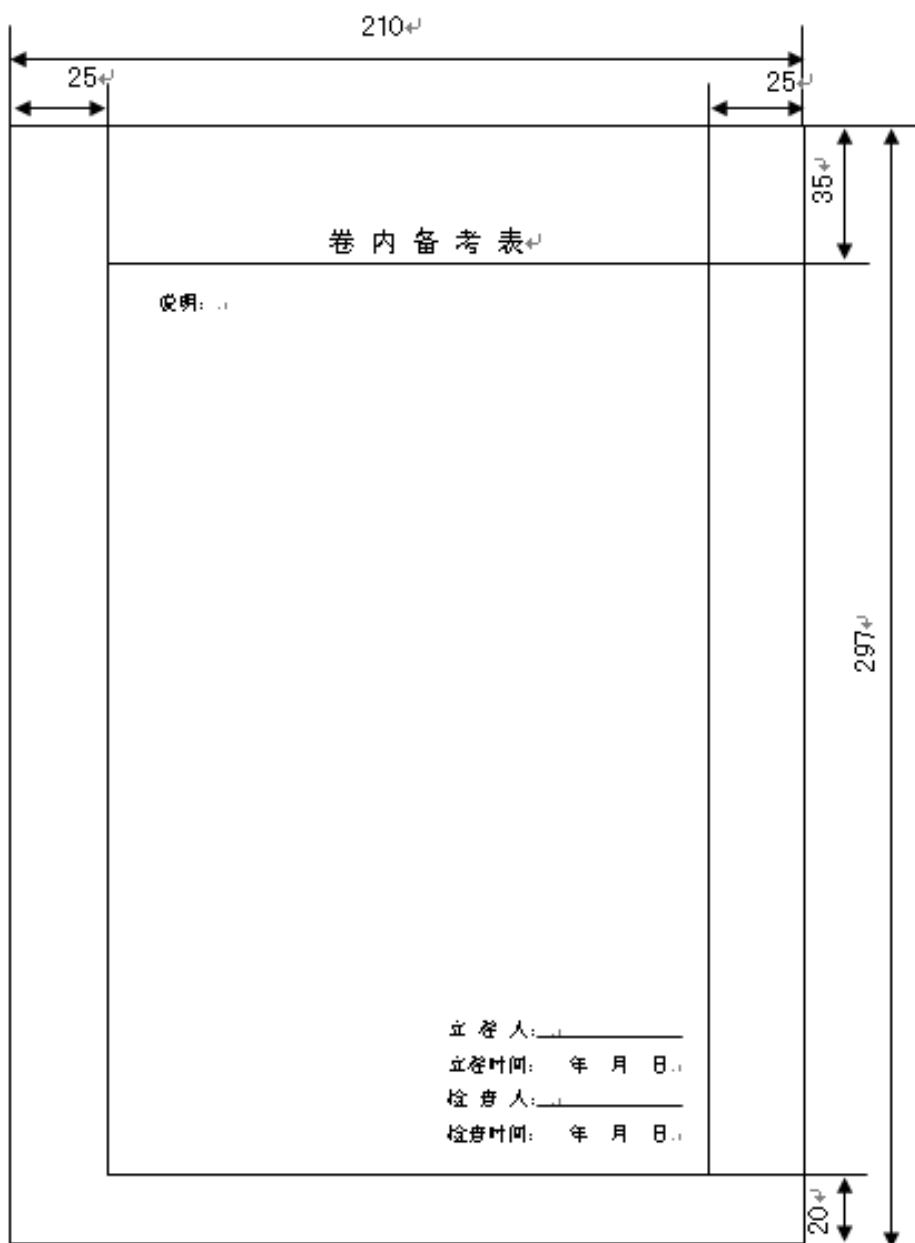 210
25
25
35
卷 内 备 考 表
说明：
297
立 卷 人：
立卷时间： 年 月 日
检 查 人：
检查时间： 年 月 日
20